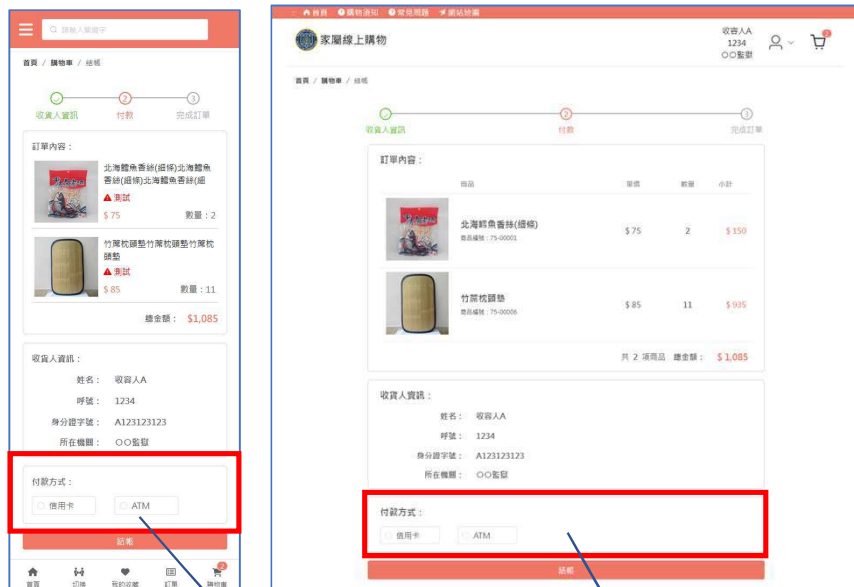 請輸入關鍵字
首頁 / 購物車 / 結帳
2
3
收貨人資訊
付款
完成訂單
訂單內容：
北海鱈魚香絲(細條)北海鱈魚
香絲(細條)北海鱈魚香絲(細
測試
$ 75
數量：2
竹蓆枕頭墊竹蓆枕頭墊竹蓆枕
頭墊
測試
$ 85
數量：11
總金額： $1,085
收貨人資訊：
姓名： 收容人A
呼號： 1234
身分證字號： A123123123
所在機關： ○○監獄
付款方式：
信用卡
ATM
結帳
首頁
切換
我的收藏
訂單
購物車
首頁 購物須知 常見問題 網站地圖
家屬線上購物
收容人A
1234
○○監獄
首頁 / 購物車 / 結帳
2
3
收貨人資訊
付款
完成訂單
訂單內容：
商品 單價 數量 小計
北海鱈魚香絲(細條)
商品編號：75-00001
$ 75 2 $ 150
竹蓆枕頭墊
商品編號：75-00006
$ 85 11 $ 935
共 2 項商品 總金額： $ 1,085
收貨人資訊：
姓名： 收容人A
呼號： 1234
身分證字號： A123123123
所在機關： ○○監獄
付款方式：
信用卡
ATM
結帳